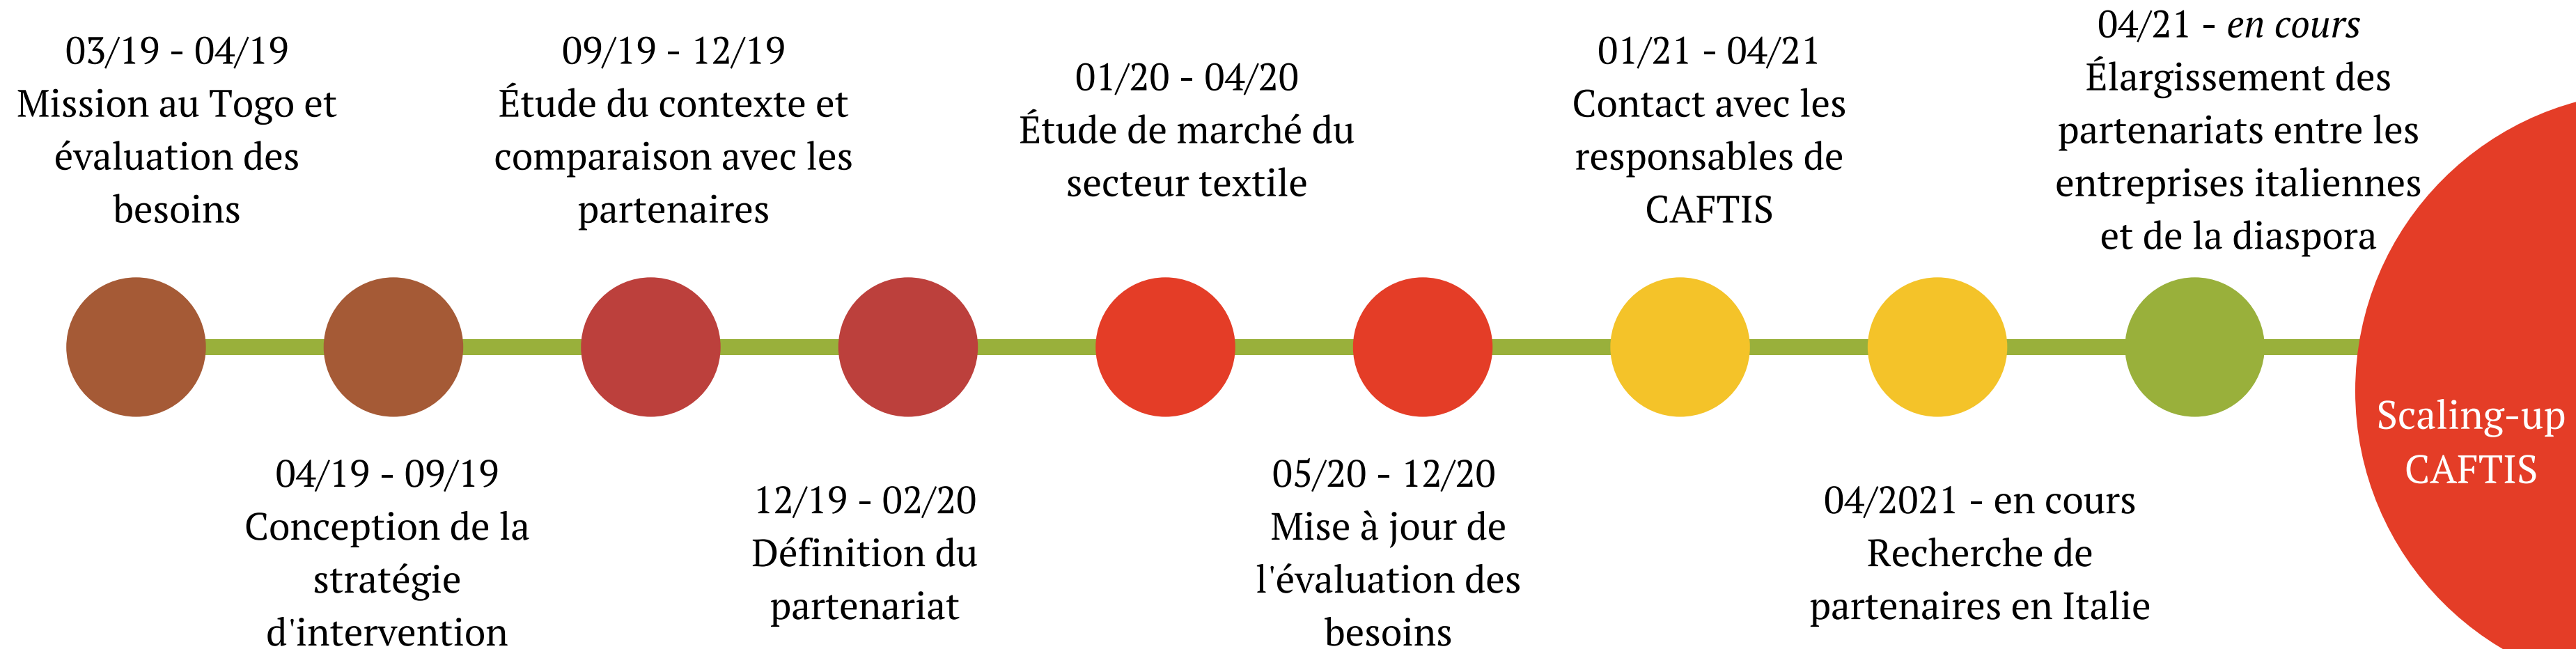 03/19 - 04/19
Mission au Togo et
évaluation des
besoins
04/19 - 09/19
Conception de la
stratégie
d'intervention
09/19 - 12/19
Étude du contexte et
comparaison avec les
partenaires
12/19 - 02/20
Définition du
partenariat
01/20 - 04/20
Étude de marché du
secteur textile
05/20 - 12/20
Mise à jour de
l'évaluation des
besoins
01/21 - 04/21
Contact avec les
responsables de
CAFTIS
04/2021 - en cours
Recherche de
partenaires en Italie
04/21 - en cours
Élargissement des
partenariats entre les
entreprises italiennes
et de la diaspora
Scaling-up
CAFTIS